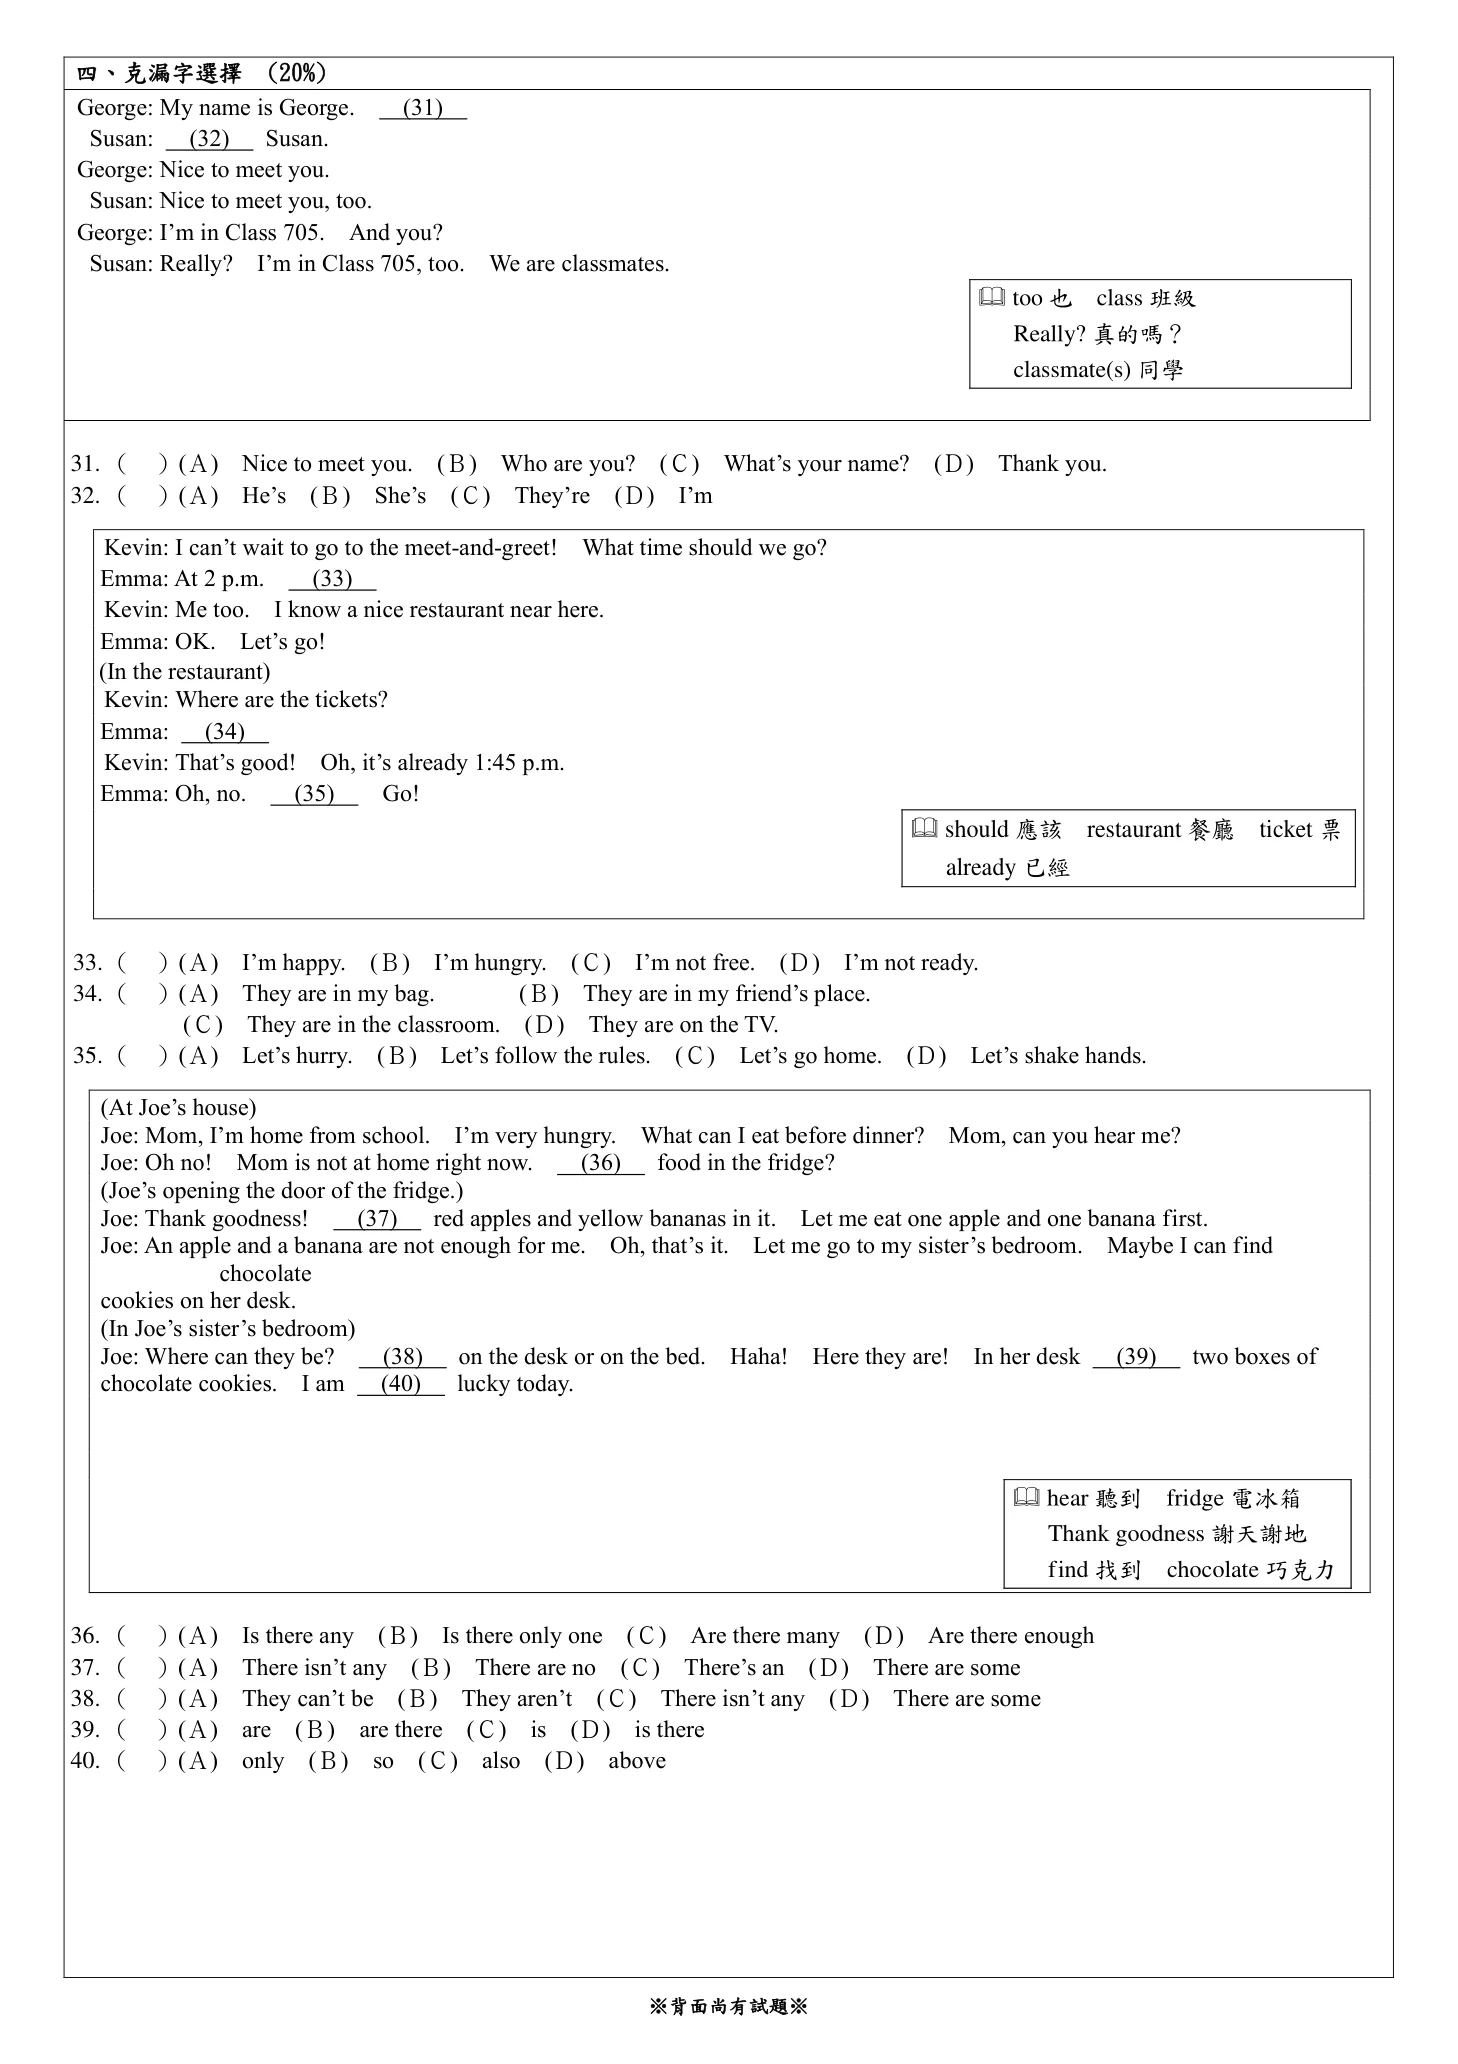 四、克漏字選擇 （20%）
George: My name is George. (31)
Susan: (32) Susan.
George: Nice to meet you.
Susan: Nice to meet you, too.
George: I’m in Class 705. And you?
Susan: Really? I’m in Class 705, too. We are classmates.
too 也 class 班級
Really? 真的嗎？
classmate(s) 同學
31. （ ）(A) Nice to meet you. (B) Who are you? (C) What’s your name? (D) Thank you.
32. （ ）(A) He’s (B) She’s (C) They’re (D) I’m
Kevin: I can’t wait to go to the meet-and-greet! What time should we go?
Emma: At 2 p.m. (33)
Kevin: Me too. I know a nice restaurant near here.
Emma: OK. Let’s go!
(In the restaurant)
Kevin: Where are the tickets?
Emma: (34)
Kevin: That’s good! Oh, it’s already 1:45 p.m.
Emma: Oh, no. (35) Go!
should 應該 restaurant 餐廳 ticket 票
already 已經
33. （ ）(A) I’m happy. (B) I’m hungry. (C) I’m not free. (D) I’m not ready.
34. （ ）(A) They are in my bag. (B) They are in my friend’s place.
(C) They are in the classroom. (D) They are on the TV.
35. （ ）(A) Let’s hurry. (B) Let’s follow the rules. (C) Let’s go home. (D) Let’s shake hands.
(At Joe’s house)
Joe: Mom, I’m home from school. I’m very hungry. What can I eat before dinner? Mom, can you hear me?
Joe: Oh no! Mom is not at home right now. (36) food in the fridge?
(Joe’s opening the door of the fridge.)
Joe: Thank goodness! (37) red apples and yellow bananas in it. Let me eat one apple and one banana first.
Joe: An apple and a banana are not enough for me. Oh, that’s it. Let me go to my sister’s bedroom. Maybe I can find
chocolate
cookies on her desk.
(In Joe’s sister’s bedroom)
Joe: Where can they be? (38) on the desk or on the bed. Haha! Here they are! In her desk (39) two boxes of
chocolate cookies. I am (40) lucky today.
hear 聽到 fridge 電冰箱
Thank goodness 謝天謝地
find 找到 chocolate 巧克力
36. （ ）(A) Is there any (B) Is there only one (C) Are there many (D) Are there enough
37. （ ）(A) There isn’t any (B) There are no (C) There’s an (D) There are some
38. （ ）(A) They can’t be (B) They aren’t (C) There isn’t any (D) There are some
39. （ ）(A) are (B) are there (C) is (D) is there
40. （ ）(A) only (B) so (C) also (D) above
※背面尚有試題※